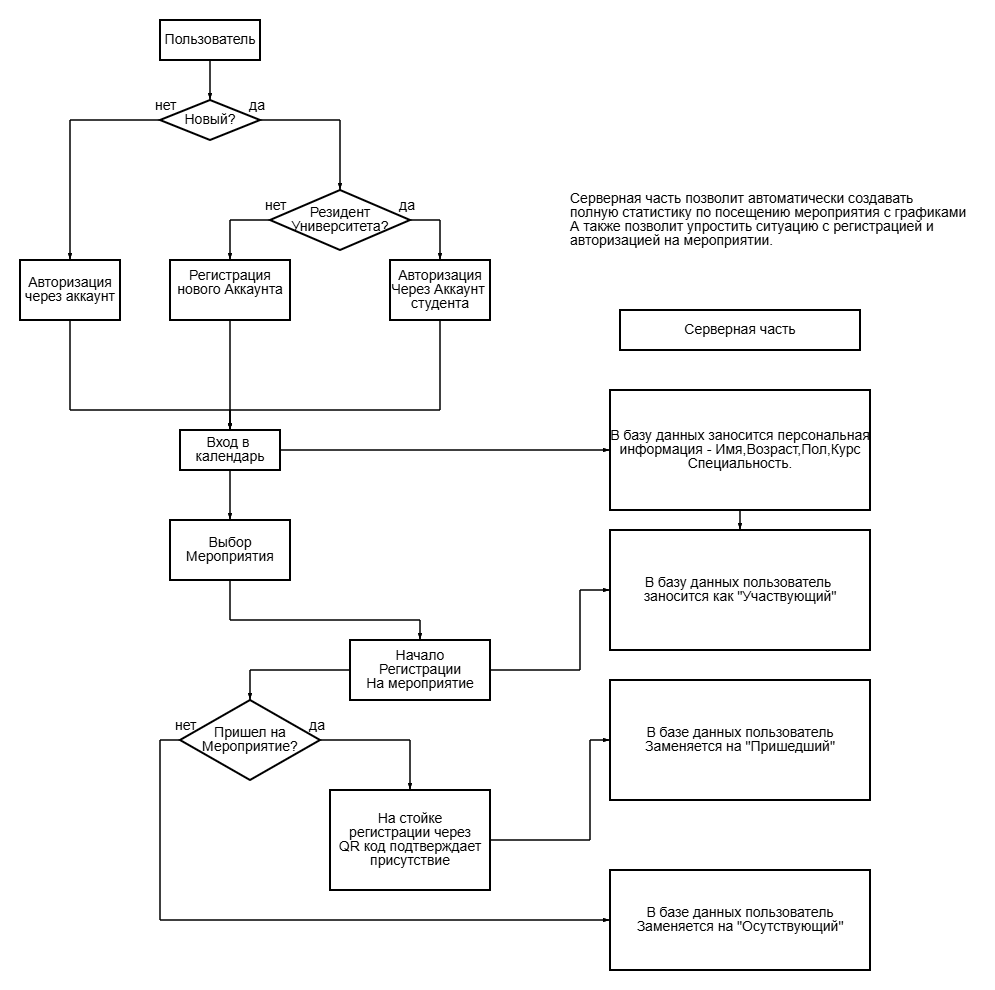 Пользователь
нет
да
Новый?
нет
да
Резидент
Университета?
Серверная часть позволит автоматически создавать
полную статистику по посещению мероприятия с графиками
А также позволит упростить ситуацию с регистрацией и
авторизацией на мероприятии.
Авторизация
через аккаунт
Регистрация
нового Аккаунта
Авторизация
Через Аккаунт
студента
Серверная часть
Вход в
календарь
В базу данных заносится персональная
информация - Имя,Возраст,Пол,Курс
Специальность.
Выбор
Мероприятия
В базу данных пользователь
заносится как "Участвующий"
Начало
Регистрации
На мероприятие
нет
да
Пришел на
Мероприятие?
В базе данных пользователь
Заменяется на "Пришедший"
На стойке
регистрации через
QR код подтверждает
присутствие
В базе данных пользователь
Заменяется на "Осутствующий"